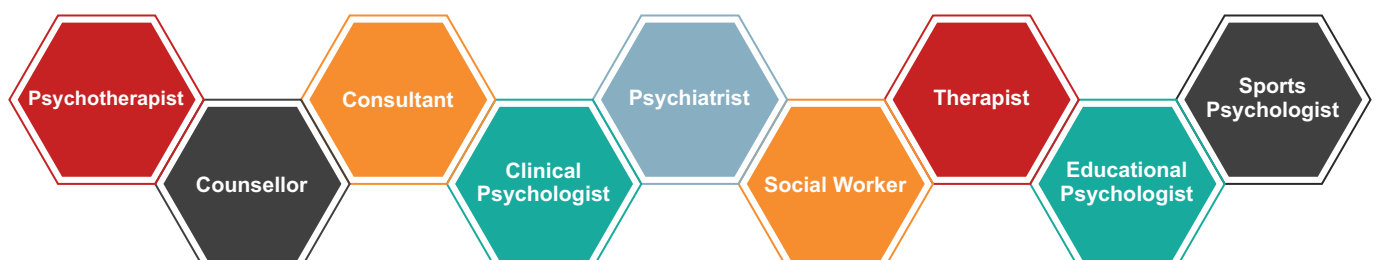 Psychotherapist
Counsellor
Consultant
Clinical
Psychologist
Psychiatrist
Social Worker
Therapist
Educational
Psychologist
Sports
Psychologist